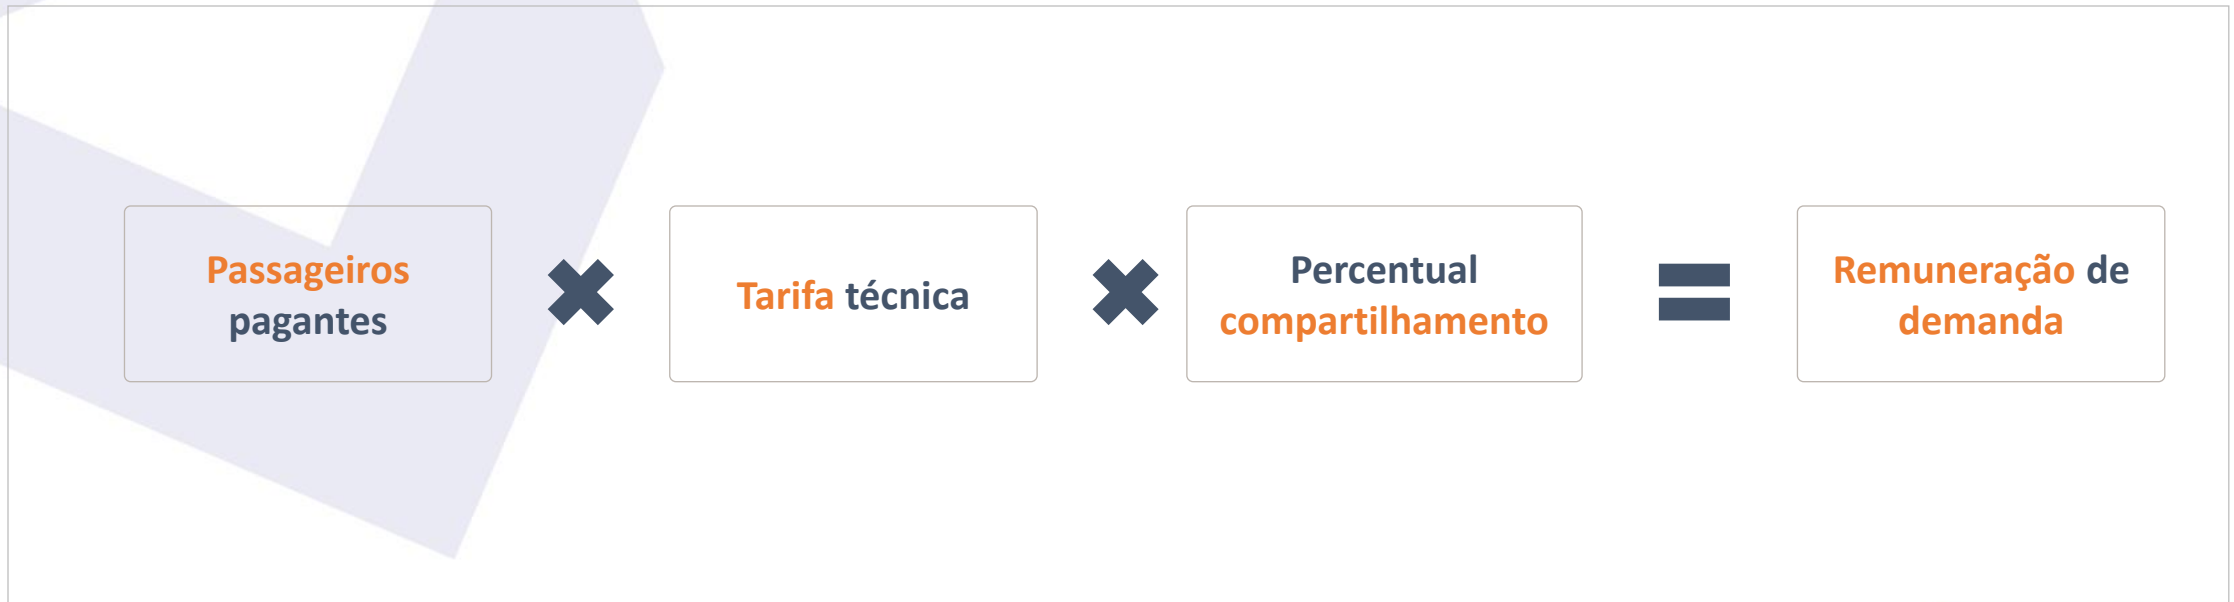 Passageiros
pagantes
Tarifa técnica
Percentual
compartilhamento
Remuneração de
demanda